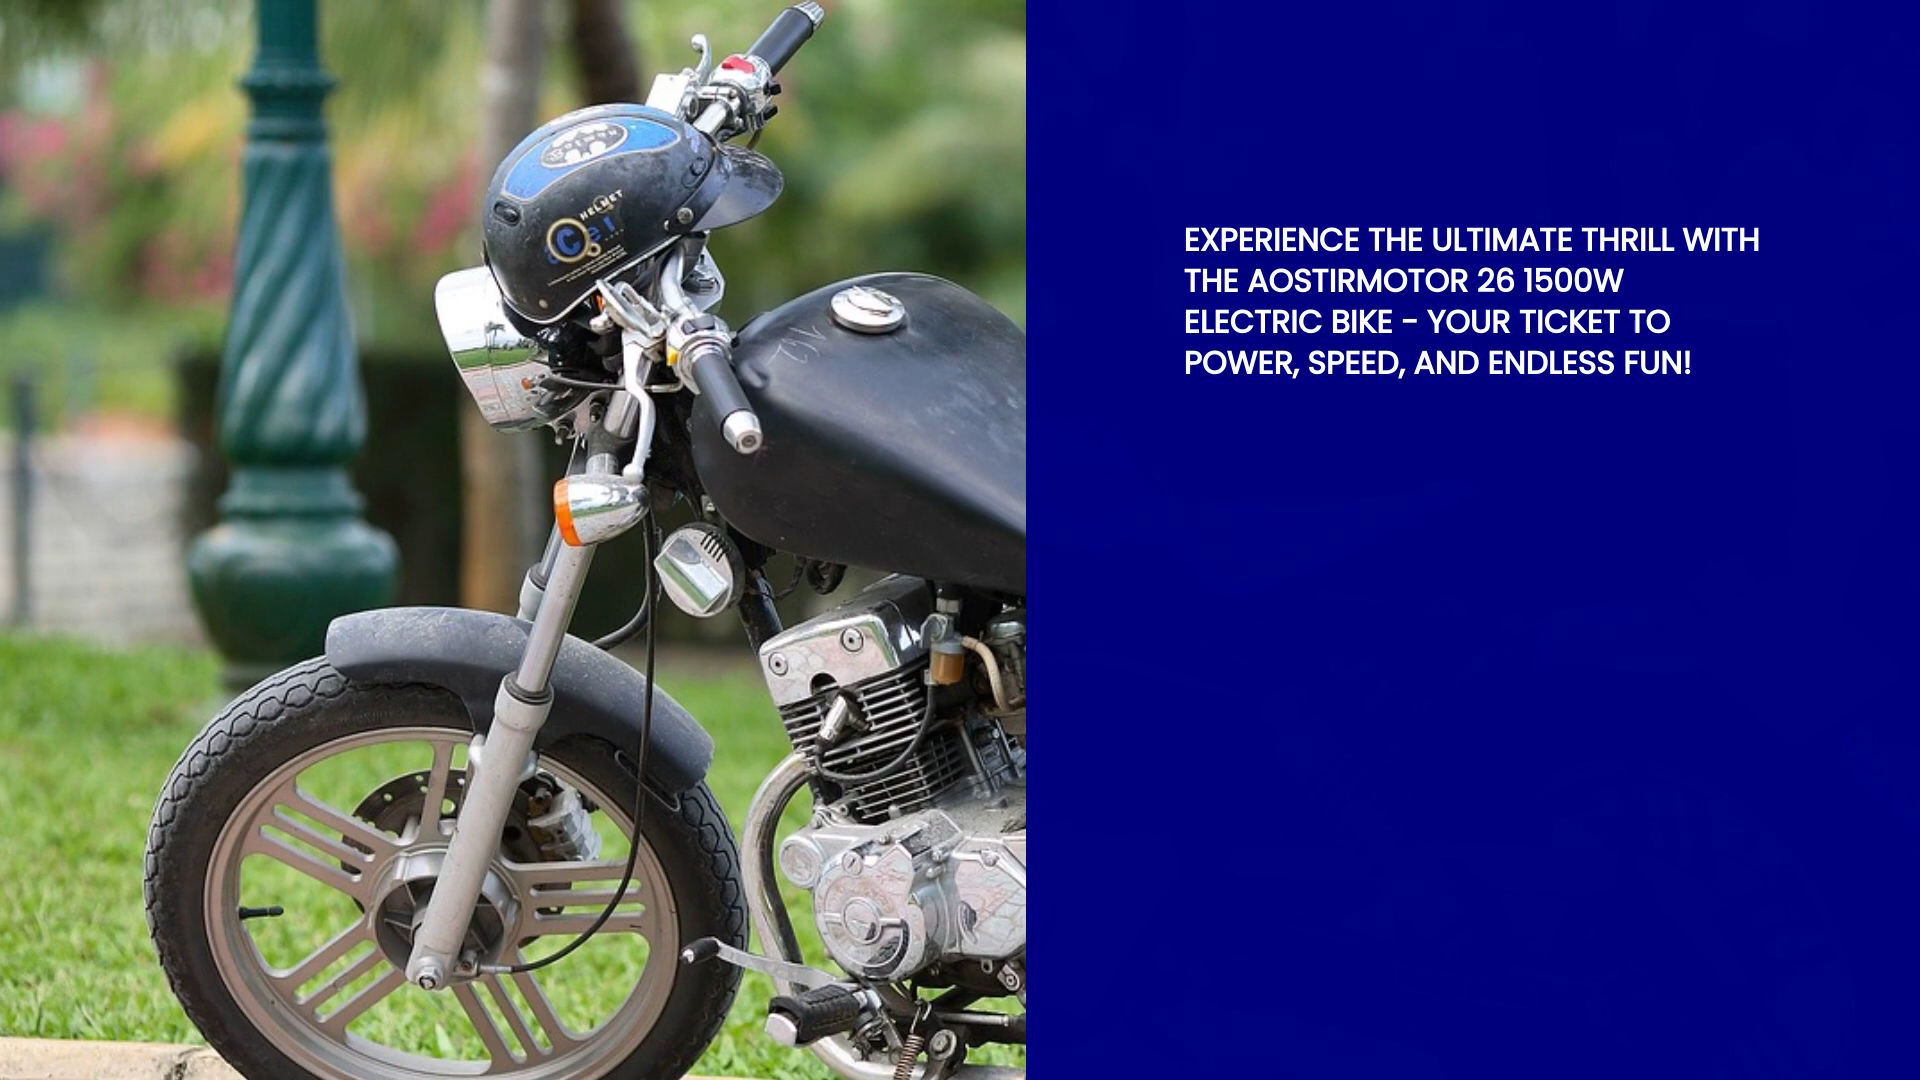 HELMET
EXPERIENCE THE ULTIMATE THRILL WITH
THE AOSTIRMOTOR 26 1500W
ELECTRIC BIKE - YOUR TICKET TO
POWER, SPEED, AND ENDLESS FUN!